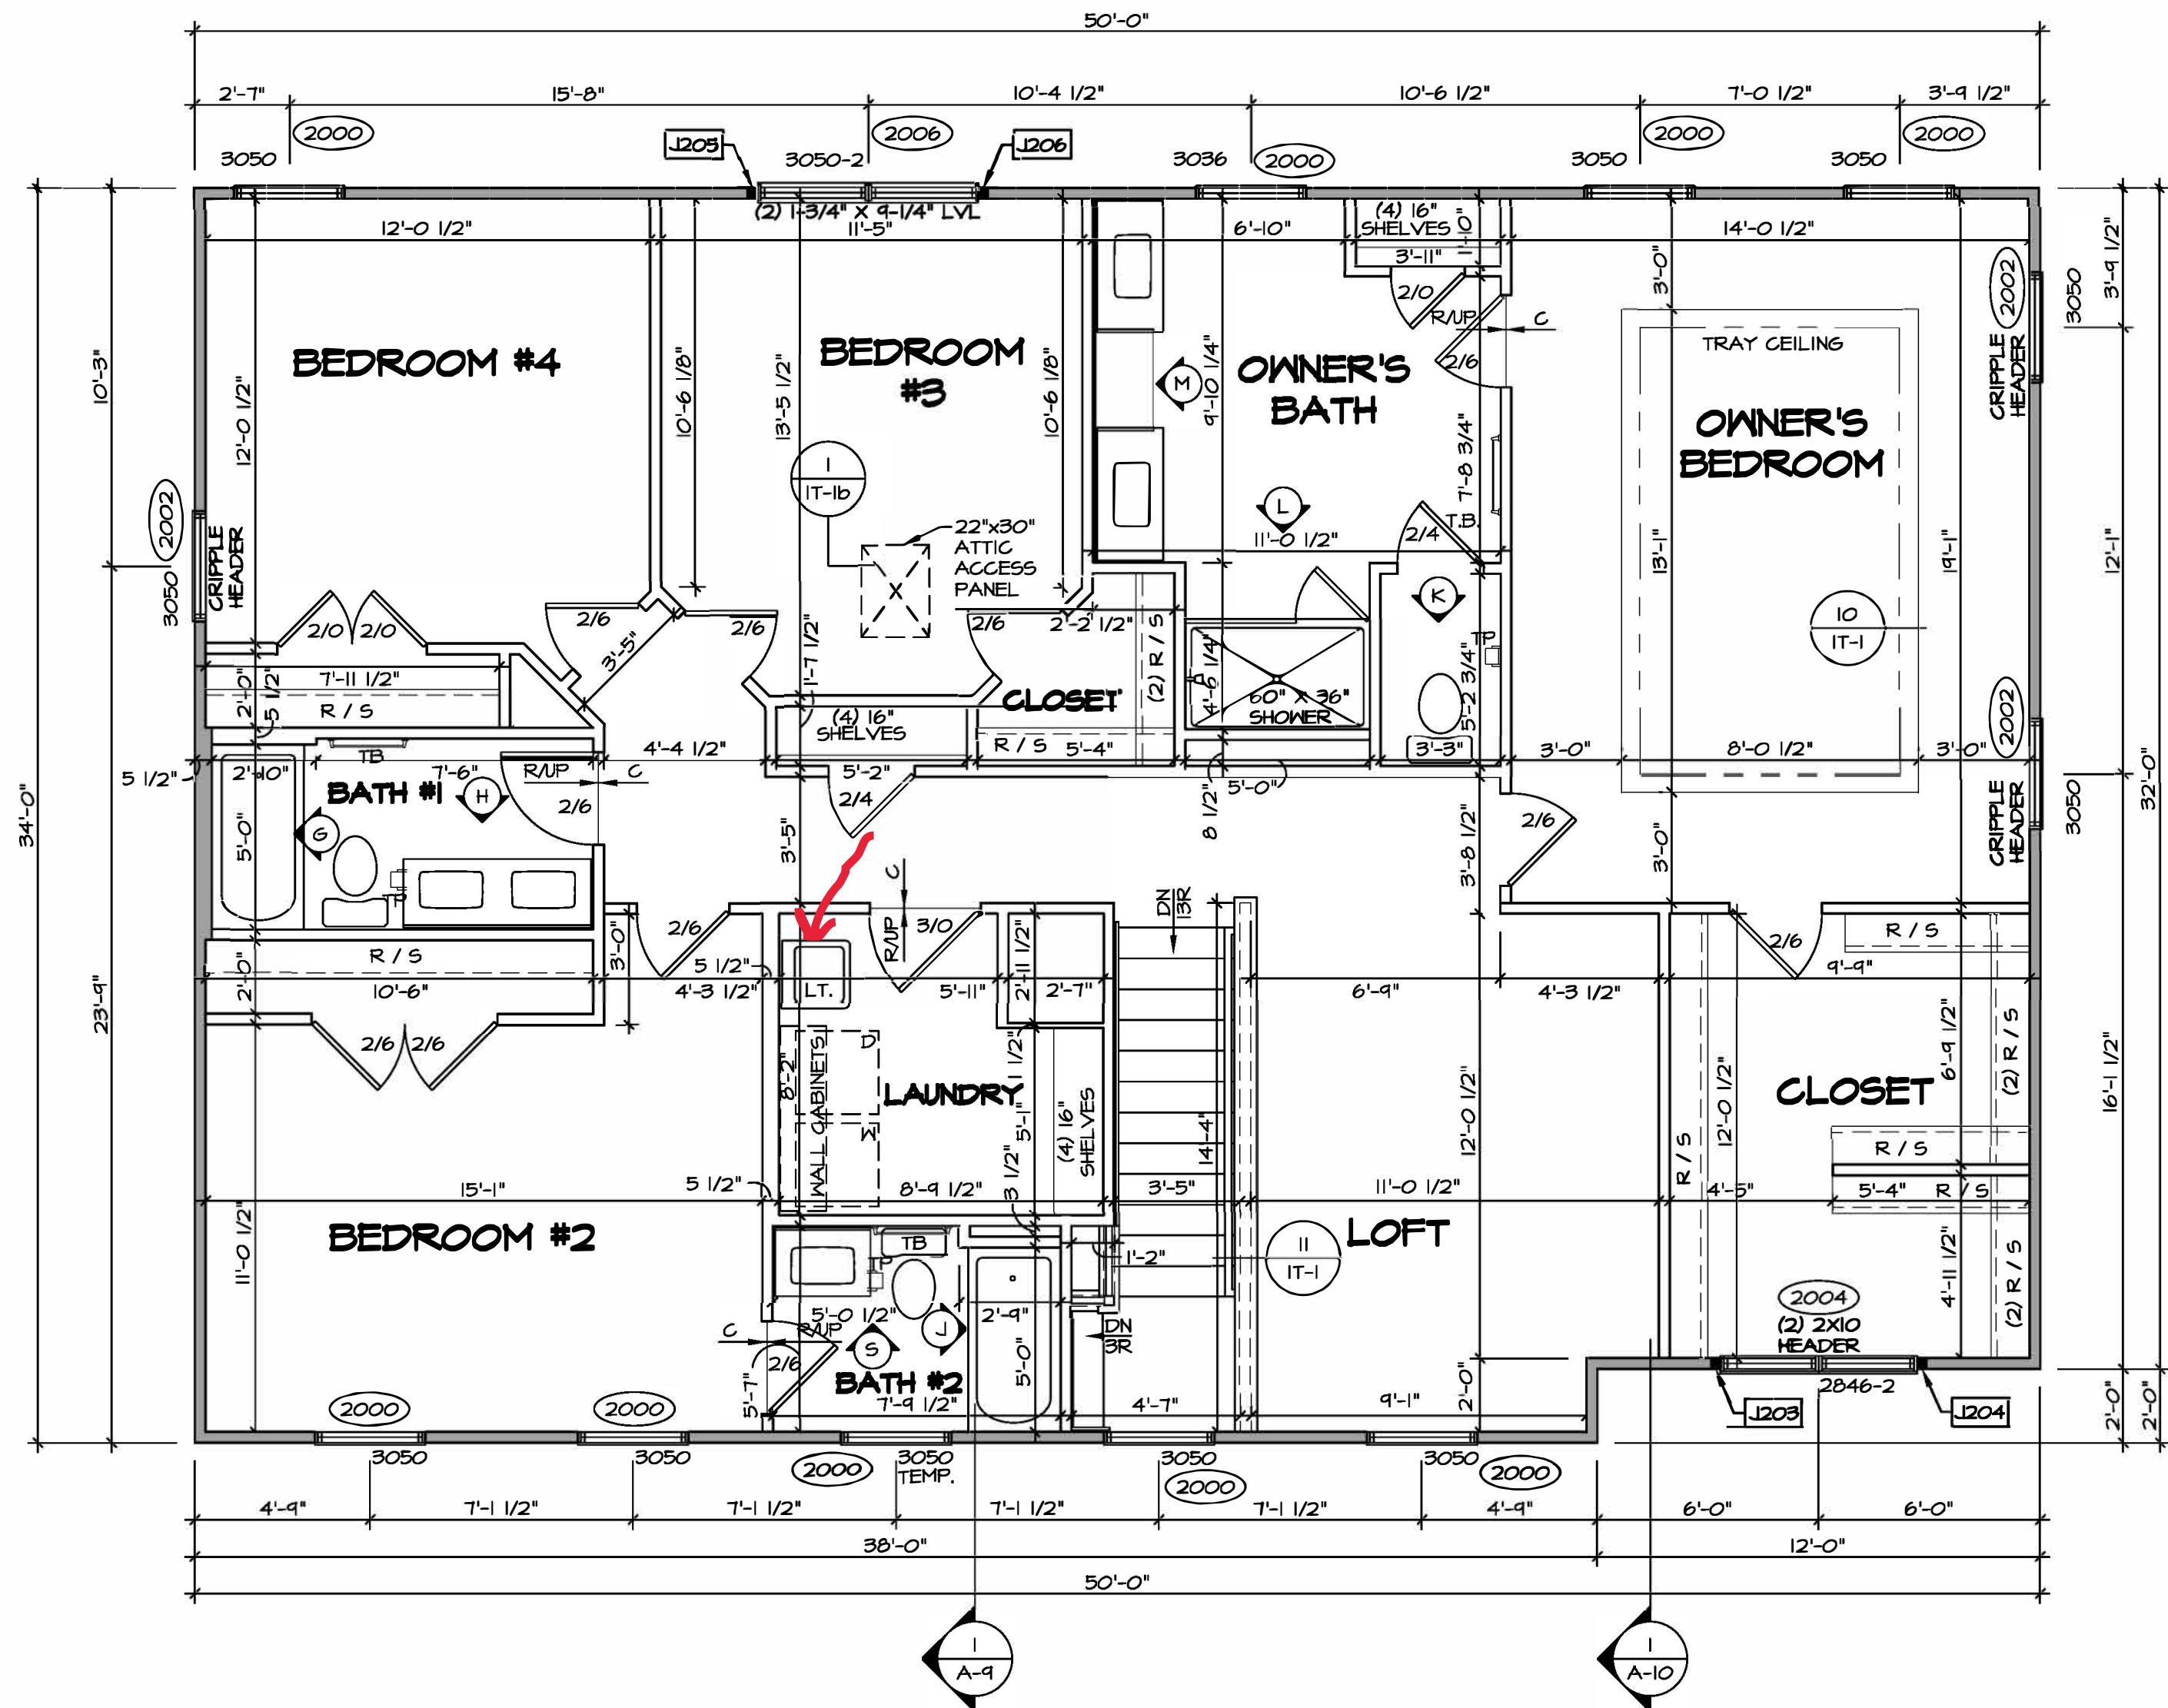 50'-0"
2'-7"
15'-8"
10'-4 1/2"
10'-6 1/2"
7'-0 1/2"
3'-9 1/2"
2000
2006
2000
2000
2000
J205
J206
3050
3050-2
3036
3050
3050
(2) 1-3/4" X 9-1/4" LVL
12'-0 1/2"
11'-5"
6'-10"
(4) 16"
SHELVES
3'-11"
1'-10"
14'-0 1/2"
3'-0"
2/0
R/UP
C
2/6
TRAY CEILING
2002
3050
3'-9 1/2"
CRIPPLE
HEADER
10'-3"
12'-0 1/2"
BEDROOM #4
10'-6 1/8"
13'-5 1/2"
BEDROOM
#3
10'-6 1/8"
M
9'-10 1/4"
OWNER'S
BATH
7'-8 3/4"
OWNER'S
BEDROOM
1
IT-1b
22"x30"
ATTIC
ACCESS
PANEL
L
11'-0 1/2"
2/4
T.B.
13'-1"
19'-1"
12'-1"
2002
3050
CRIPPLE
HEADER
2/0
2/0
2/6
3'-5"
2/6
1'-7 1/2"
2/6
2'-2 1/2"
(2) R / S
K
TP
10
IT-1
7'-11 1/2"
R / S
2'-0"
5 1/2"
(4) 16"
SHELVES
CLOSET
R / S
5'-4"
4'-6 1/4"
60" X 36"
SHOWER
5'-2 3/4"
3'-3"
3'-0"
8'-0 1/2"
3'-0"
2002
3050
CRIPPLE
HEADER
32'-0"
34'-0"
5 1/2"
2'-10"
TB
7'-6"
R/UP
C
4'-4 1/2"
5'-2"
2/4
8 1/2"
5'-0"
BATH #1
H
2/6
G
5'-0"
TP
3'-5"
3'-8 1/2"
2/6
3'-0"
C
R/UP
3/0
DN
13R
2/6
3'-0"
R / S
2'-0"
10'-6"
5 1/2"
4'-3 1/2"
LT.
5'-11"
2'-11 1/2"
2'-7"
6'-9"
4'-3 1/2"
2/6
R / S
9'-9"
23'-9"
2/6
2/6
8'-2"
WALL CABINETS
D
W
LAUNDRY
1 1/2"
5'-1"
(4) 16"
SHELVES
14'-4"
12'-0 1/2"
R / S
12'-0 1/2"
CLOSET
6'-9 1/2"
(2) R / S
16'-1 1/2"
R / S
15'-1"
5 1/2"
8'-9 1/2"
3 1/2"
3'-5"
11'-0 1/2"
4'-5"
5'-4"
R / S
BEDROOM #2
11'-0 1/2"
TB
TP
1'-2"
11
IT-1
LOFT
4'-11 1/2"
(2) R / S
5'-0 1/2"
2'-9"
J
C
R/UP
S
2/6
BATH #2
5'-7"
7'-9 1/2"
5'-0"
DN
3R
4'-7"
9'-1"
2'-0"
2004
(2) 2X10
HEADER
2846-2
J203
J204
2'-0"
2'-0"
2000
2000
3050
3050
2000
3050
TEMP.
3050
2000
3050
2000
4'-9"
7'-1 1/2"
7'-1 1/2"
7'-1 1/2"
7'-1 1/2"
4'-9"
6'-0"
6'-0"
38'-0"
12'-0"
50'-0"
1
A-9
1
A-10